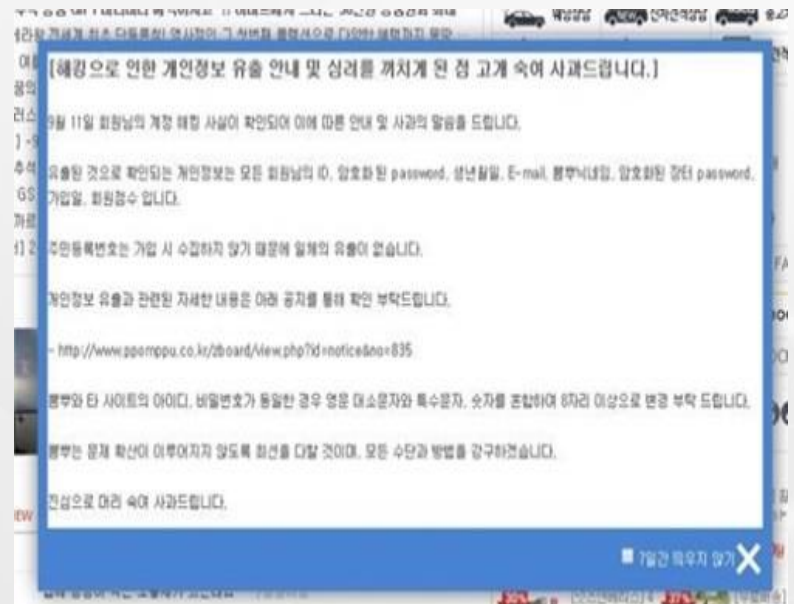 [해킹으로 인한 개인정보 유출 안내 및 심려를 끼치게 된 점 고개 숙여 사과드립니다.]
9월 11일 회원님의 계정 해킹 사실이 확인되어 이에 따른 안내 및 사과의 말씀을 드립니다.
유출된 것으로 확인되는 개인정보는 모든 회원님의 ID, 암호화 된 password, 생년월일, E-mail, 뽐뿌닉네임, 암호화된 장터 password,
가입일, 회원점수 입니다.
주민등록번호는 가입 시 수집하지 않기 때문에 일체의 유출이 없습니다.
개인정보 유출과 관련된 자세한 내용은 아래 공지를 통해 확인 부탁드립니다.
- http://www.ppomppu.co.kr/zboard/view.php?id=notice&no=835
뽐뿌와 타 사이트의 아이디, 비밀번호가 동일한 경우 영문 대소문자와 특수문자, 숫자를 혼합하여 8자리 이상으로 변경 부탁 드립니다.
뽐뿌는 문제 확산이 이루어지지 않도록 최선을 다할 것이며, 모든 수단과 방법을 강구하겠습니다.
진심으로 머리 숙여 사과드립니다.
7일간 띄우지 않기